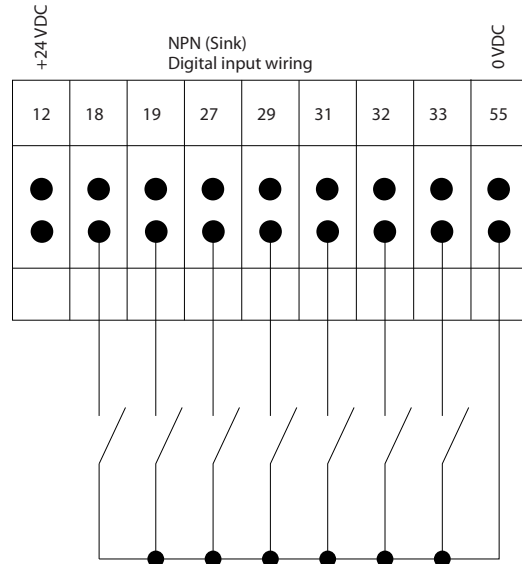 +24 VDC
NPN (Sink)
Digital input wiring
0 VDC
12 18 19 27 29 31 32 33 55